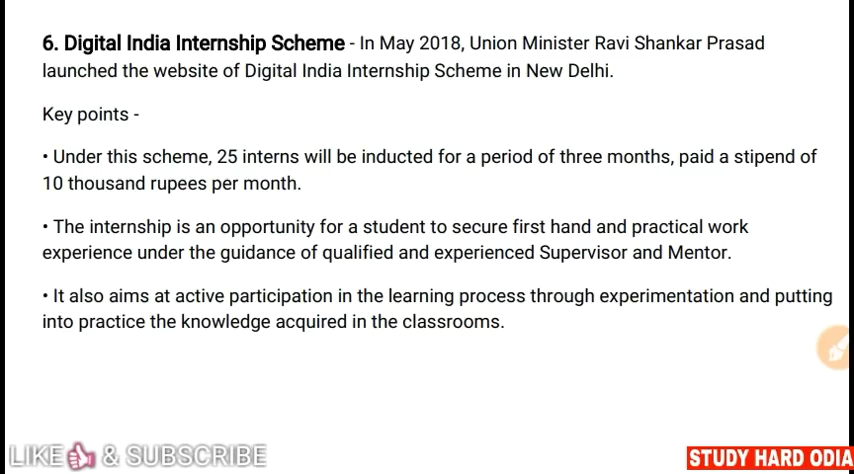 6. Digital India Internship Scheme - In May 2018, Union Minister Ravi Shankar Prasad
launched the website of Digital India Internship Scheme in New Delhi.
Key points -
• Under this scheme, 25 interns will be inducted for a period of three months, paid a stipend of
10 thousand rupees per month.
• The internship is an opportunity for a student to secure first hand and practical work
experience under the guidance of qualified and experienced Supervisor and Mentor.
• It also aims at active participation in the learning process through experimentation and putting
into practice the knowledge acquired in the classrooms.
LIKE & SUBSCRIBE
STUDY HARD ODIA